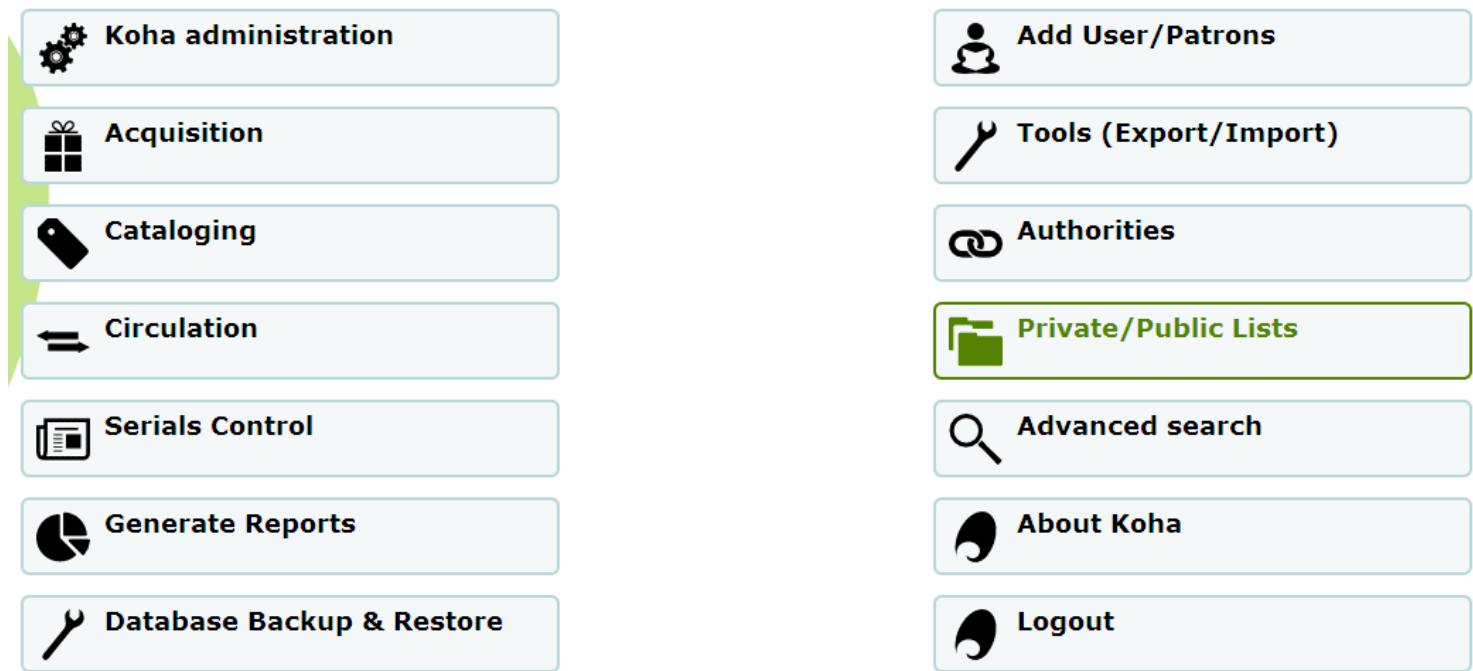 Koha administration
Add User/Patrons
Acquisition
Tools (Export/Import)
Cataloging
Authorities
Circulation
Private/Public Lists
Serials Control
Advanced search
Generate Reports
About Koha
Database Backup & Restore
Logout